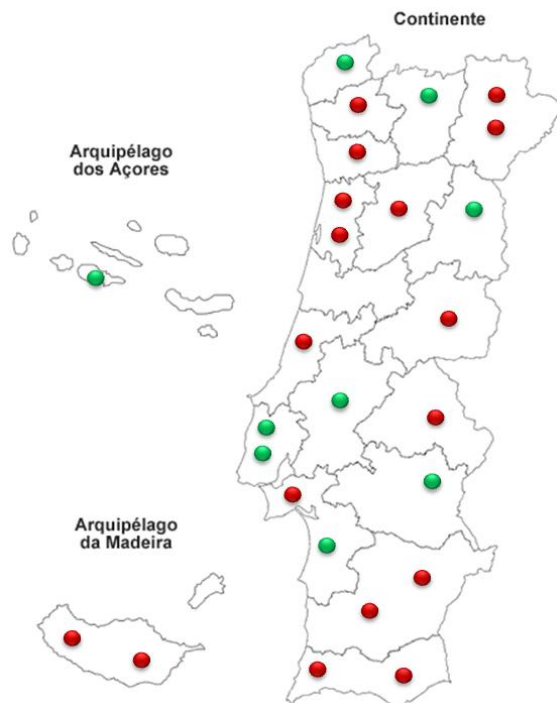 Continente
Arquipélago
dos Açores
Arquipélago
da Madeira